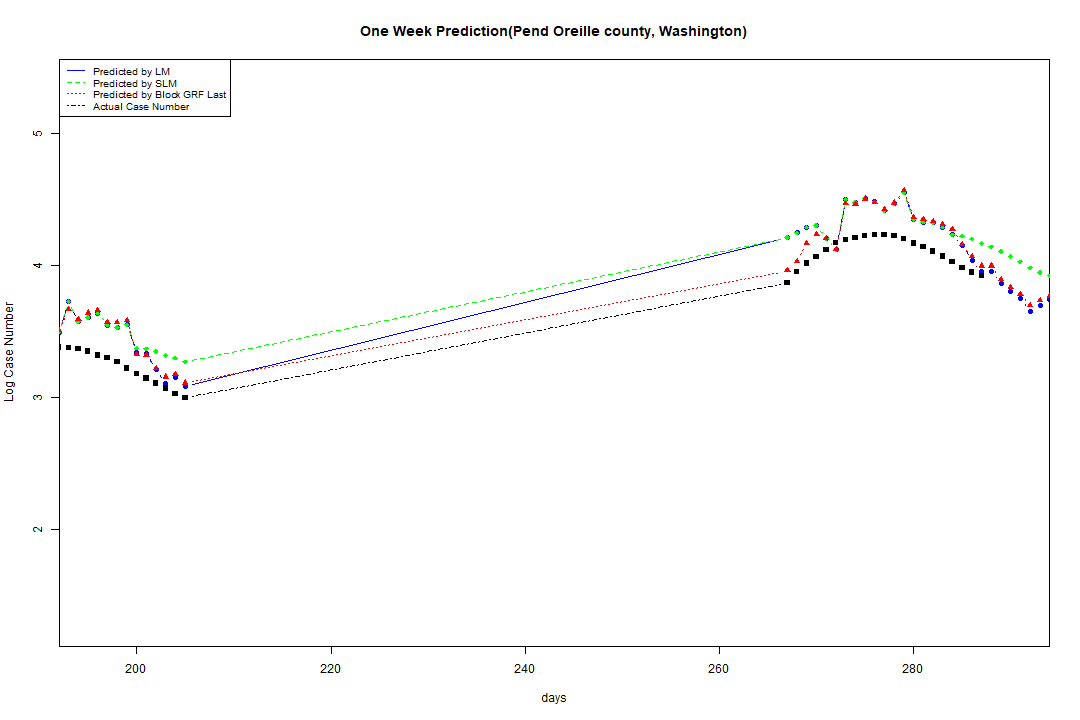 One Week Prediction(Pend Oreille county, Washington)
Predicted by LM
Predicted by SLM
Predicted by Block GRF Last
Actual Case Number
5
4
3
2
Log Case Number
200 220 240 260 280
days